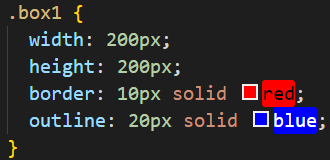 .box1 {
  width: 200px;
  height: 200px;
  border: 10px solid red;
  outline: 20px solid blue;
}